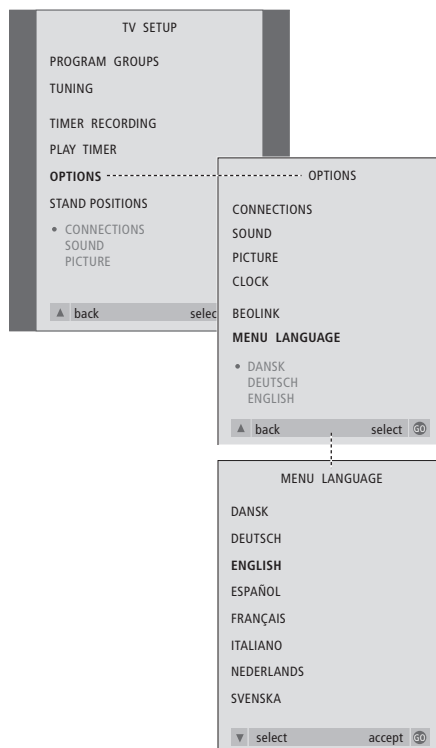 TV SETUP
PROGRAM GROUPS
TUNING
TIMER RECORDING
PLAY TIMER
OPTIONS
STAND POSITIONS
• CONNECTIONS
SOUND
PICTURE
▲ back selec
OPTIONS
CONNECTIONS
SOUND
PICTURE
CLOCK
BEOLINK
MENU LANGUAGE
• DANSK
DEUTSCH
ENGLISH
▲ back select GO
MENU LANGUAGE
DANSK
DEUTSCH
ENGLISH
ESPAÑOL
FRANÇAIS
ITALIANO
NEDERLANDS
SVENSKA
▼ select accept GO